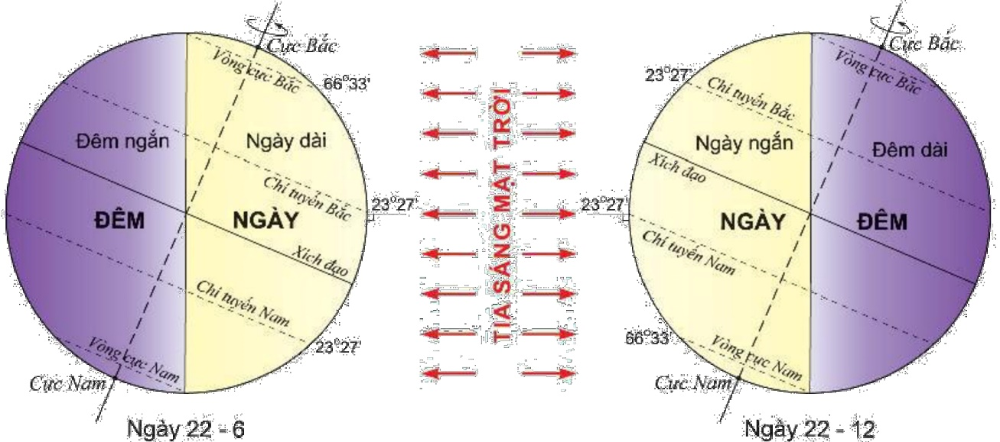 Cực Bắc
Vòng cực Bắc
66°33'
Đêm ngắn
Ngày dài
Chí tuyến Bắc
23°27'
ĐÊM
NGÀY
Xích đạo
Chí tuyến Nam
23°27'
Vòng cực Nam
Cực Nam
Ngày 22 - 6
TIA SÁNG MẶT TRỜI
Cực Bắc
Vòng cực Bắc
23°27'
Chí tuyến Bắc
Ngày ngắn
Đêm dài
Xích đạo
23°27'
NGÀY
ĐÊM
Chí tuyến Nam
66°33'
Vòng cực Nam
Cực Nam
Ngày 22 - 12